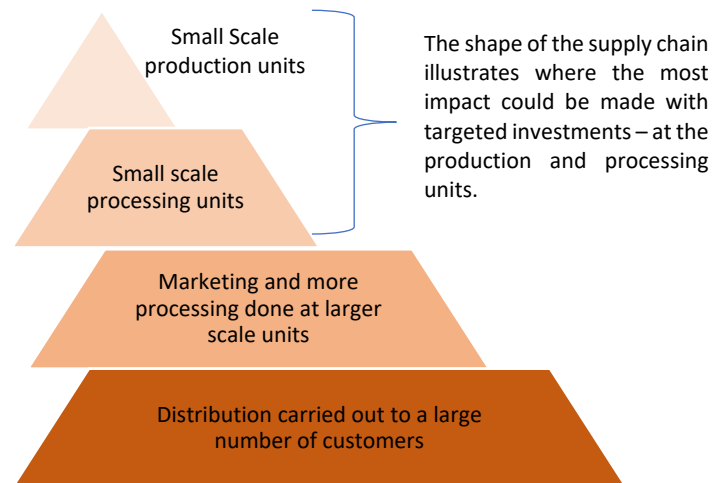 Small Scale
production units
The shape of the supply chain
illustrates where the most
impact could be made with
targeted investments – at the
production and processing
units.
Small scale
processing units
Marketing and more
processing done at larger
scale units
Distribution carried out to a large
number of customers